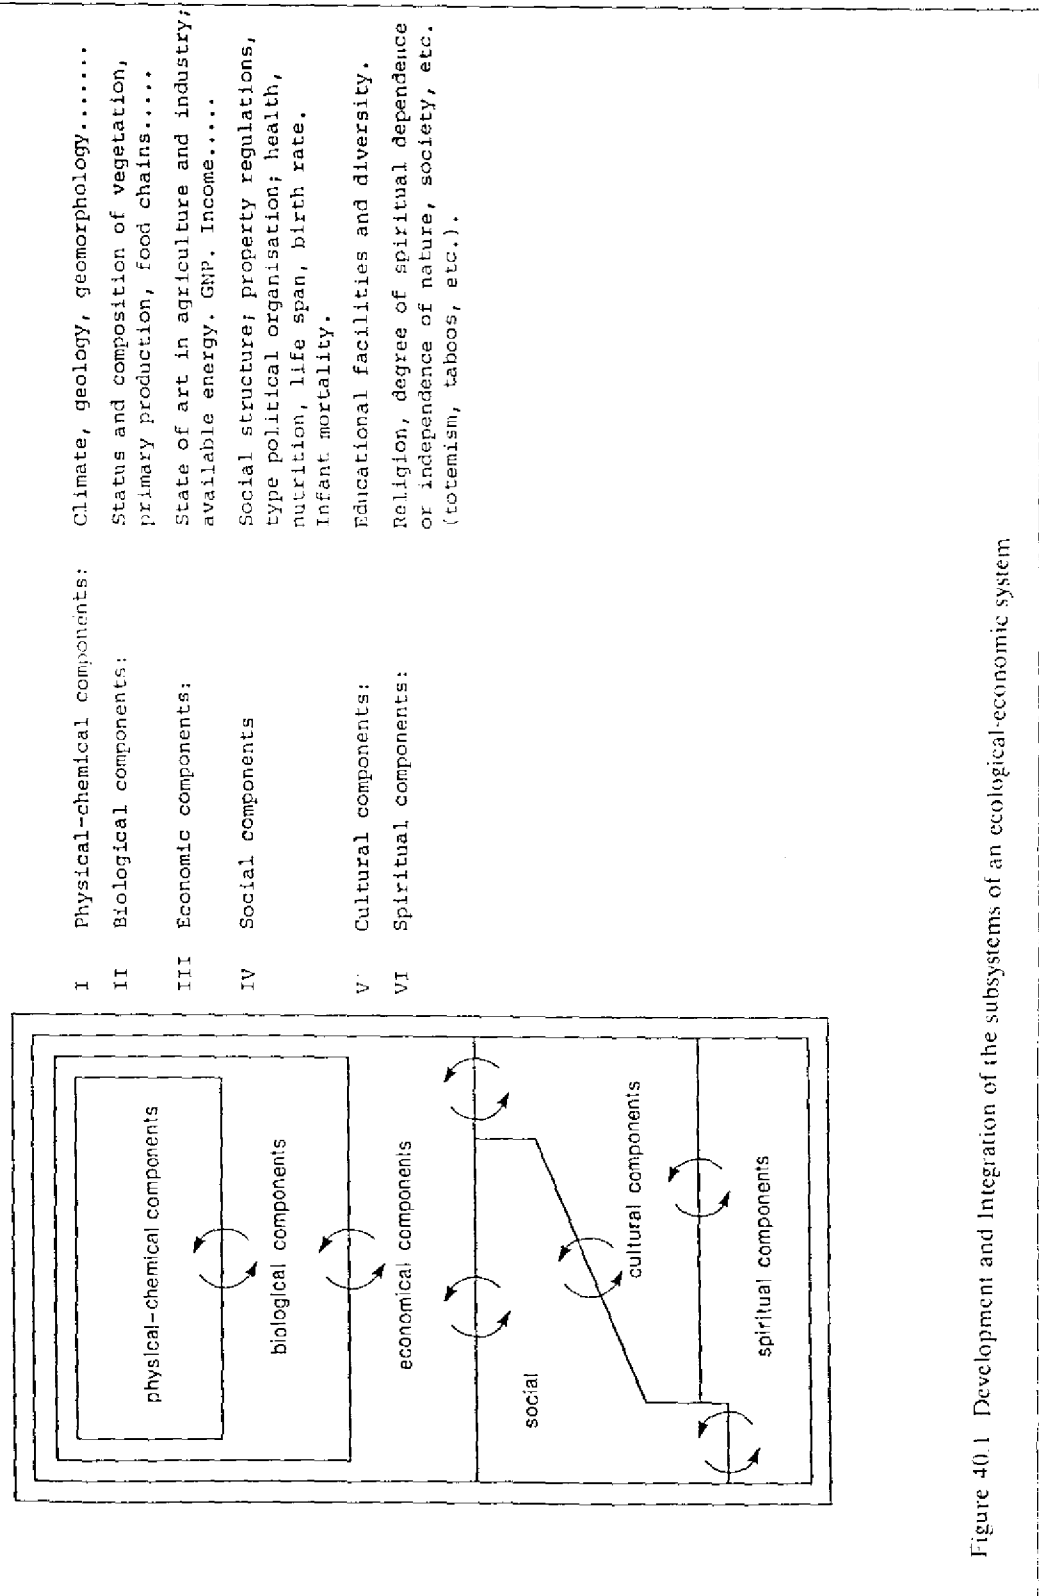 physical-chemical components
biological components
economical components
social
cultural components
spiritual components
I Physical-chemical components: Climate, geology, geomorphology.......
II Biological components: Status and composition of vegetation,
primary production, food chains.....
III Economic components: State of art in agriculture and industry;
available energy. GNP. Income.....
IV Social components Social structure; property regulations,
type political organisation; health,
nutrition, life span, birth rate.
Infant mortality.
V Cultural components: Educational facilities and diversity.
VI Spiritual components: Religion, degree of spiritual dependence
or independence of nature, society, etc.
(totemism, taboos, etc.).
Figure 40.1 Development and Integration of the subsystems of an ecological-economic system